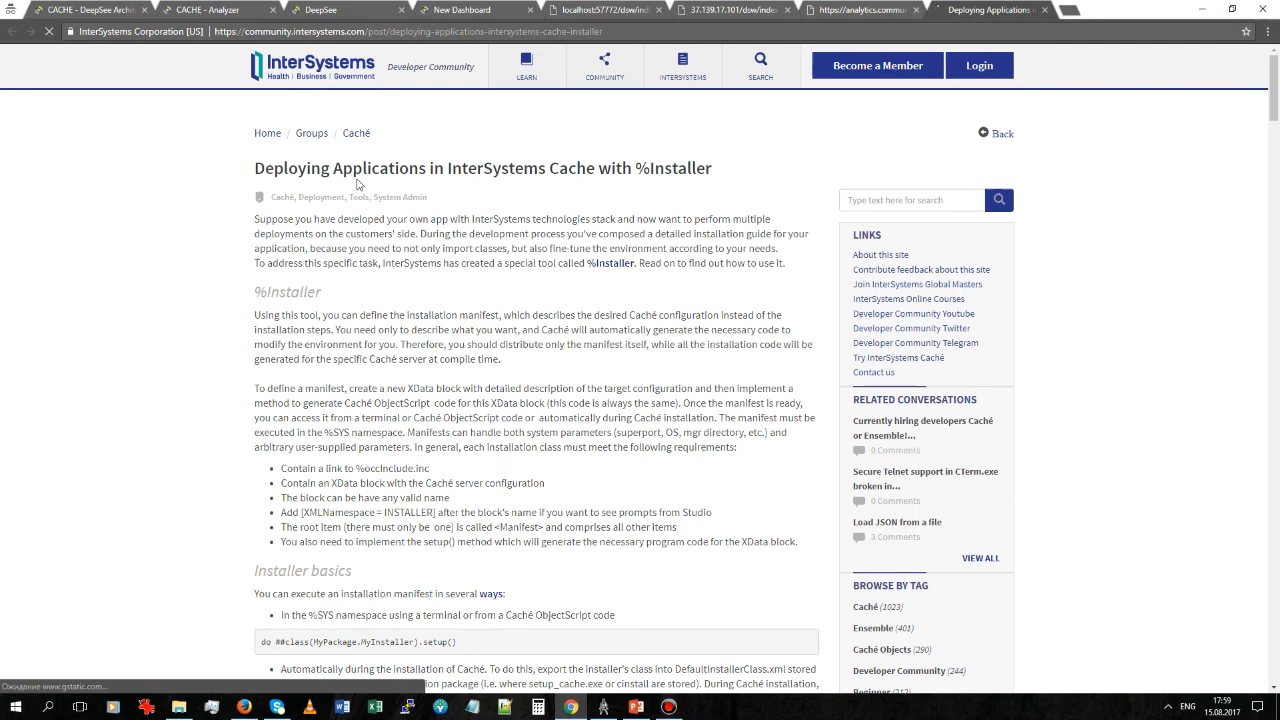 CACHE - DeepSee Archit
CACHE - Analyzer
DeepSee
New Dashboard
localhost:57772/dsw/inde
37.139.17.101/dsw/index
https://analytics.commun
Deploying Applications in
InterSystems Corporation [US] | https://community.intersystems.com/post/deploying-applications-intersystems-cache-installer
InterSystems
Health | Business | Government
Developer Community
LEARN
COMMUNITY
INTERSYSTEMS
SEARCH
Become a Member
Login
Home / Groups / Caché
Back
Deploying Applications in InterSystems Cache with %Installer
Caché, Deployment, Tools, System Admin
Suppose you have developed your own app with InterSystems technologies stack and now want to perform multiple
deployments on the customers' side. During the development process you've composed a detailed installation guide for your
application, because you need to not only import classes, but also fine-tune the environment according to your needs.
To address this specific task, InterSystems has created a special tool called %Installer. Read on to find out how to use it.
%Installer
Using this tool, you can define the installation manifest, which describes the desired Caché configuration instead of the
installation steps. You need only to describe what you want, and Caché will automatically generate the necessary code to
modify the environment for you. Therefore, you should distribute only the manifest itself, while all the installation code will be
generated for the specific Caché server at compile time.
To define a manifest, create a new XData block with detailed description of the target configuration and then implement a
method to generate Caché ObjectScript code for this XData block (this code is always the same). Once the manifest is ready,
you can access it from a terminal or Caché ObjectScript code or automatically during Caché installation. The manifest must be
executed in the %SYS namespace. Manifests can handle both system parameters (superport, OS, mgr directory, etc.) and
arbitrary user-supplied parameters. In general, each installation class must meet the following requirements:
• Contain a link to %occInclude.inc
• Contain an XData block with the Caché server configuration
• The block can have any valid name
• Add [XMLNamespace = INSTALLER] after the block's name if you want to see prompts from Studio
• The root item (there must only be one) is called <Manifest> and comprises all other items
• You also need to implement the setup() method which will generate the necessary program code for the XData block.
Installer basics
You can execute an installation manifest in several ways:
• In the %SYS namespace using a terminal or from a Caché ObjectScript code
do ##class(MyPackage.MyInstaller).setup()
• Automatically during the installation of Caché. To do this, export the installer's class into DefaultInstallerClass.xml stored
tion package (i.e. where setup_cache.exe or cinstall are stored). During Caché installation,
Type text here for search
LINKS
About this site
Contribute feedback about this site
Join InterSystems Global Masters
InterSystems Online Courses
Developer Community Youtube
Developer Community Twitter
Developer Community Telegram
Try InterSystems Caché
Contact us
RELATED CONVERSATIONS
Currently hiring developers Caché
or Ensemble!...
0 Comments
Secure Telnet support in CTerm.exe
broken in...
0 Comments
Load JSON from a file
3 Comments
VIEW ALL
BROWSE BY TAG
Caché (1023)
Ensemble (401)
Caché Objects (290)
Developer Community (244)
Beginner (212)
Ожидание www.gstatic.com...
ENG
17:59
15.08.2017